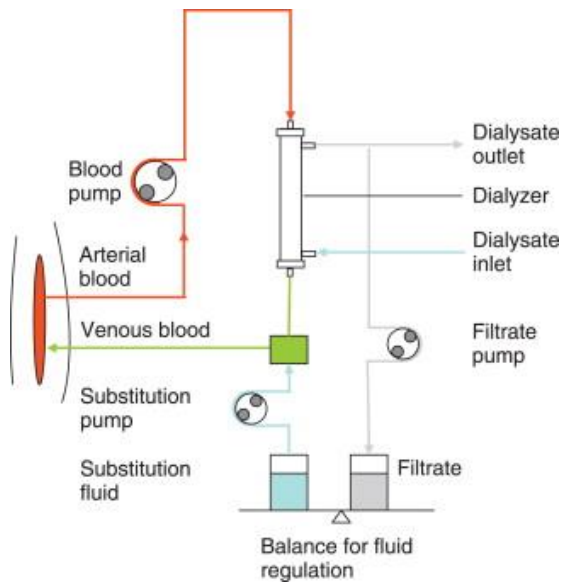 Dialysate
outlet
Blood
pump
Dialyzer
Arterial
blood
Dialysate
inlet
Venous blood
Filtrate
pump
Substitution
pump
Substitution
fluid
Filtrate
Balance for fluid
regulation